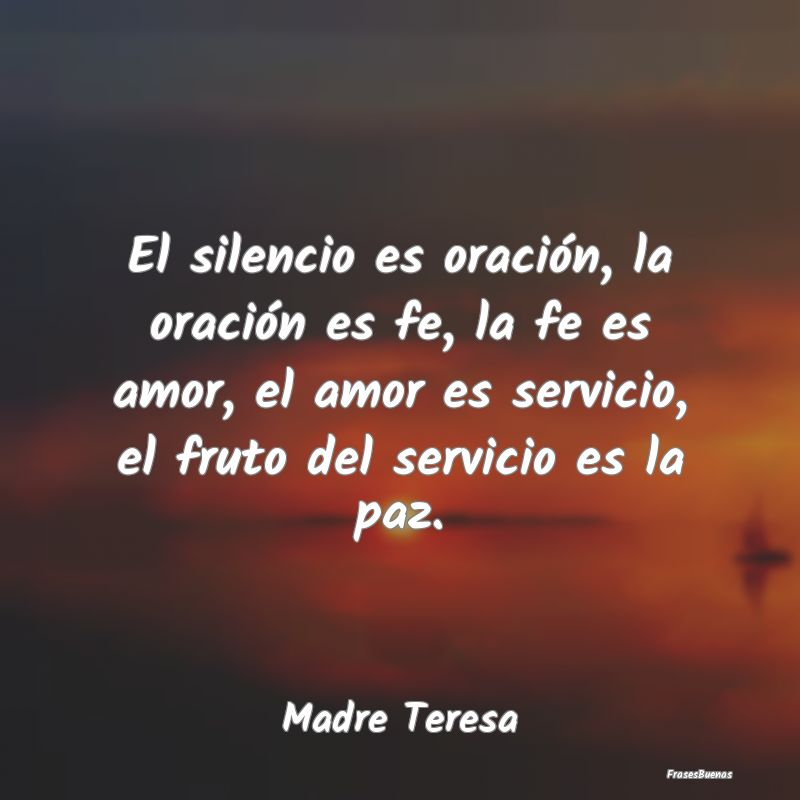 El silencio es oración, la
oración es fe, la fe es
amor, el amor es servicio,
el fruto del servicio es la
paz.
Madre Teresa
FrasesBuenas